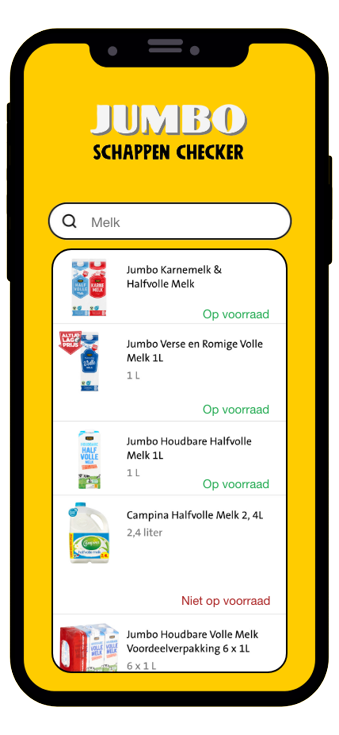 JUMBO
SCHAPPEN CHECKER
Melk
Jumbo Karnemelk &
Halfvolle Melk
Op voorraad
ALTIJD
LAGE
PRIJS
Jumbo Verse en Romige Volle
Melk 1L
1 L
Op voorraad
HALF
VOLLE
MELK
Jumbo Houdbare Halfvolle
Melk 1L
1 L
Op voorraad
Campina Halfvolle Melk 2, 4L
2,4 liter
Niet op voorraad
Jumbo Houdbare Volle Melk
Voordeelverpakking 6 x 1L
6 x 1 L